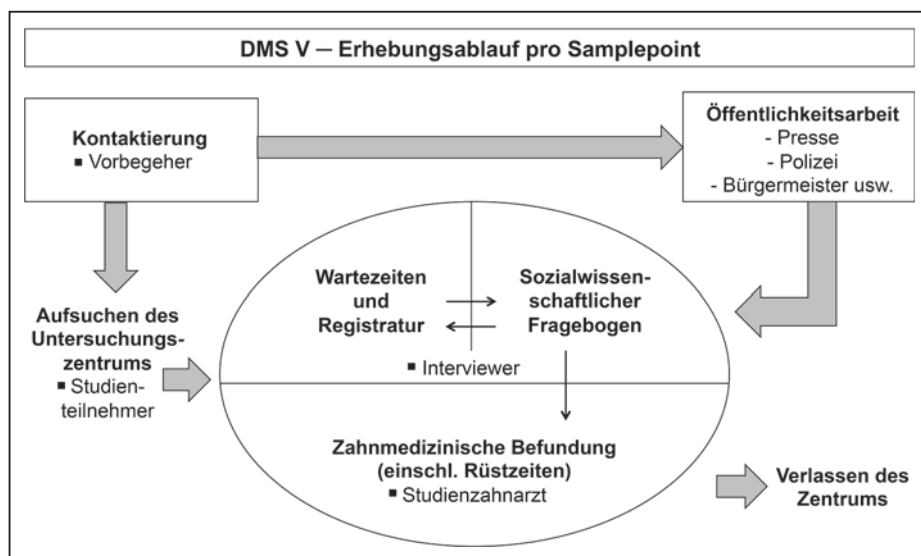 DMS V — Erhebungsablauf pro Samplepoint
Kontaktierung
▪ Vorbegeher
Öffentlichkeitsarbeit
- Presse
- Polizei
- Bürgermeister usw.
Aufsuchen des
Untersuchungs-
zentrums
▪ Studien-
teilnehmer
Wartezeiten
und
Registratur
Sozialwissen-
schaftlicher
Fragebogen
▪ Interviewer
Zahnmedizinische Befundung
(einschl. Rüstzeiten)
▪ Studienzahnarzt
Verlassen des
Zentrums